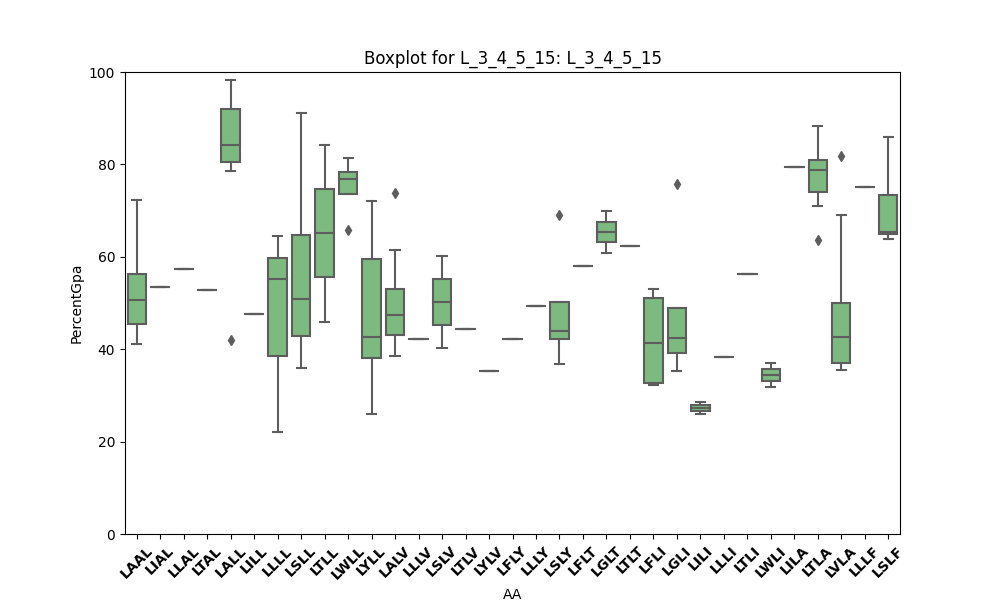 Boxplot for L_3_4_5_15: L_3_4_5_15
100
80
60
40
20
0
PercentGpa
LAAL
LIAL
LLAL
LTAL
LALL
LILL
LLLL
LSLL
LTLL
LWLL
LYLL
LALV
LLLV
LSLV
LTLV
LYLV
LFLY
LLLY
LSLY
LFLT
LGLT
LTLT
LFLI
LGLI
LILI
LLLI
LTLI
LWLI
LILA
LTLA
LVLA
LLLF
LSLF
AA